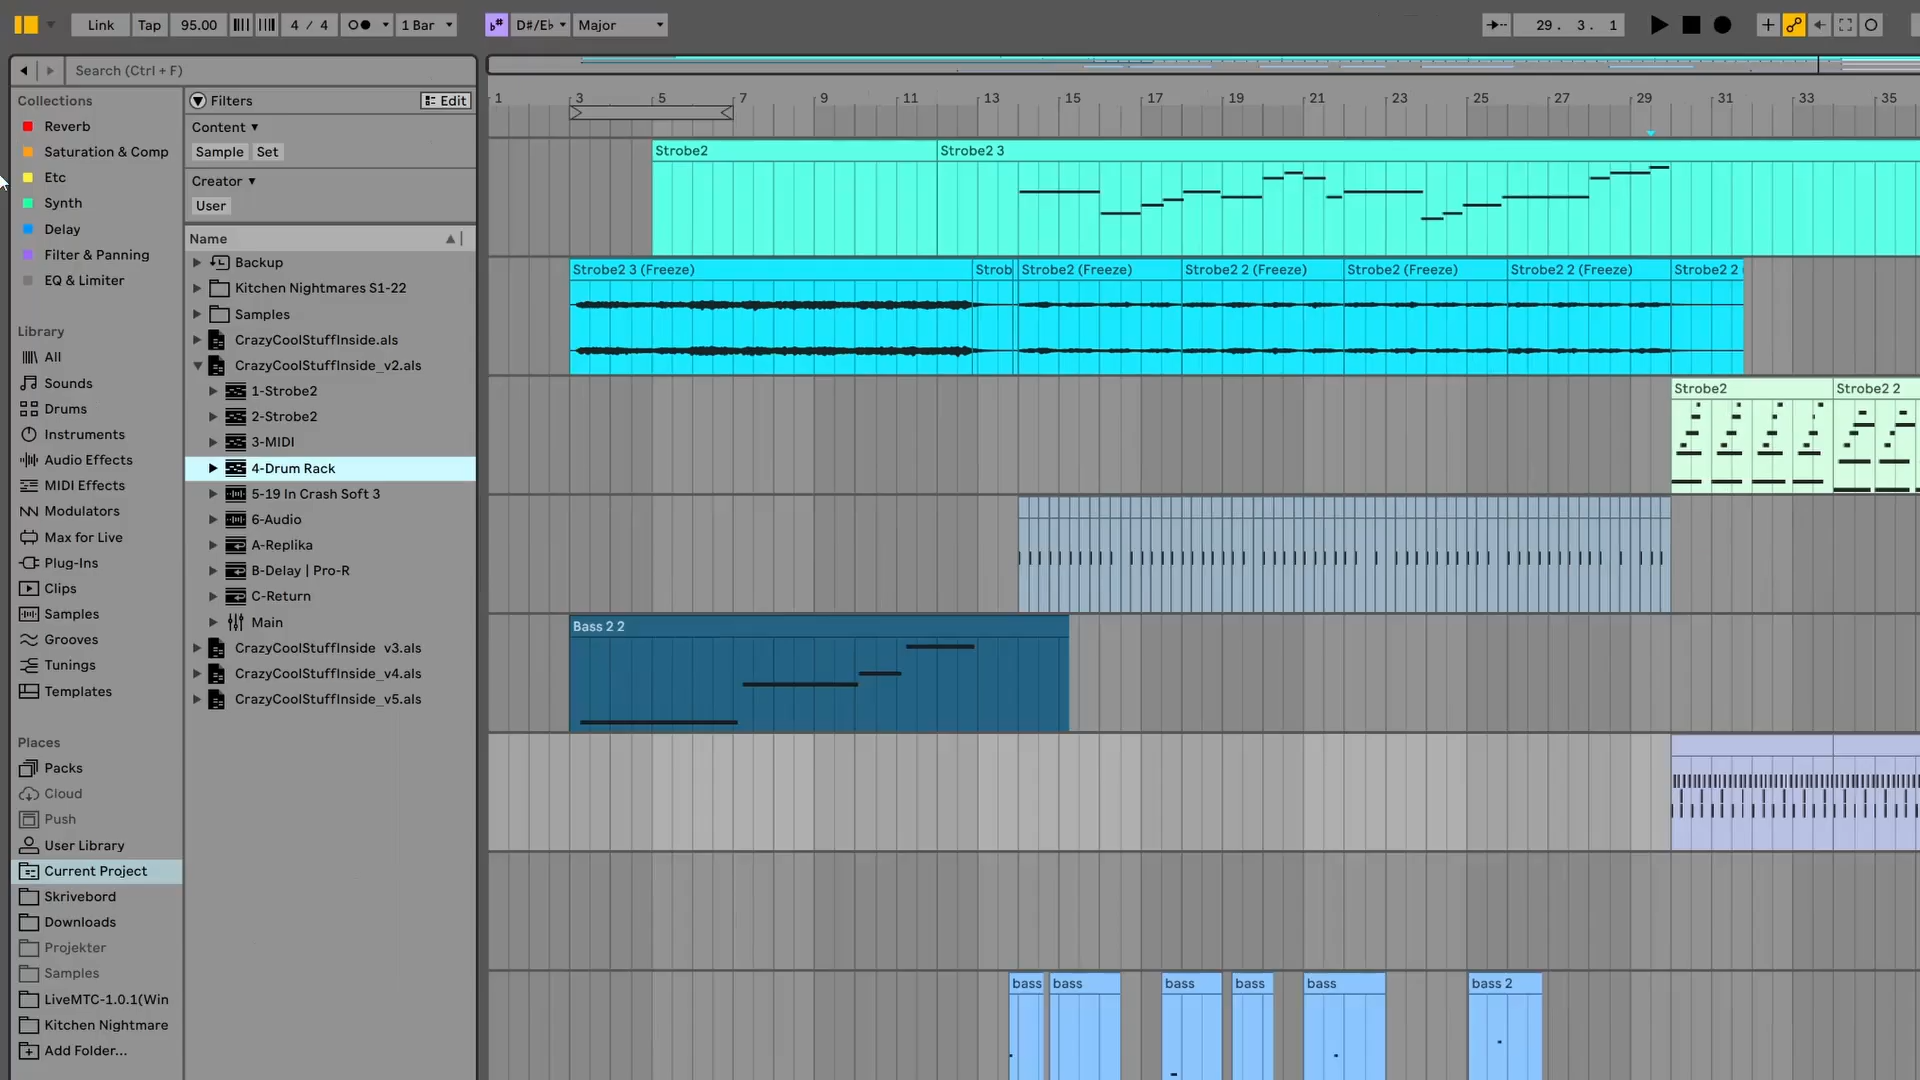 Link Tap 95.00 4 / 4 1 Bar D#/E♭ Major 29. 3. 1
Search (Ctrl + F)
Collections
Reverb
Saturation & Comp
Etc
Synth
Delay
Filter & Panning
EQ & Limiter
Library
All
Sounds
Drums
Instruments
Audio Effects
MIDI Effects
Modulators
Max for Live
Plug-Ins
Clips
Samples
Grooves
Tunings
Templates
Places
Packs
Cloud
Push
User Library
Current Project
Skrivebord
Downloads
Projekter
Samples
LiveMTC-1.0.1(Win
Kitchen Nightmare
Add Folder...
Filters Edit
Content
Sample Set
Creator
User
Name
Backup
Kitchen Nightmares S1-22
Samples
CrazyCoolStuffInside.als
CrazyCoolStuffInside_v2.als
1-Strobe2
2-Strobe2
3-MIDI
4-Drum Rack
5-19 In Crash Soft 3
6-Audio
A-Replika
B-Delay | Pro-R
C-Return
Main
CrazyCoolStuffInside_v3.als
CrazyCoolStuffInside_v4.als
CrazyCoolStuffInside_v5.als
1 3 5 7 9 11 13 15 17 19 21 23 25 27 29 31 33 35
Strobe2 Strobe2 3
Strobe2 3 (Freeze) Strob Strobe2 (Freeze) Strobe2 2 (Freeze) Strobe2 (Freeze) Strobe2 2 (Freeze) Strobe2 2
Strobe2 Strobe2 2
Bass 2 2
bass bass bass bass bass bass 2